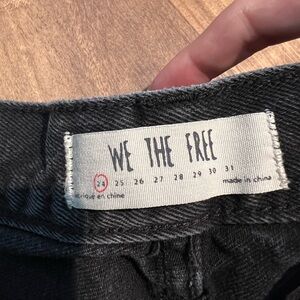 WE THE FREE
24 25 26 27 28 29 30 31
made in china
fabriqué en chine